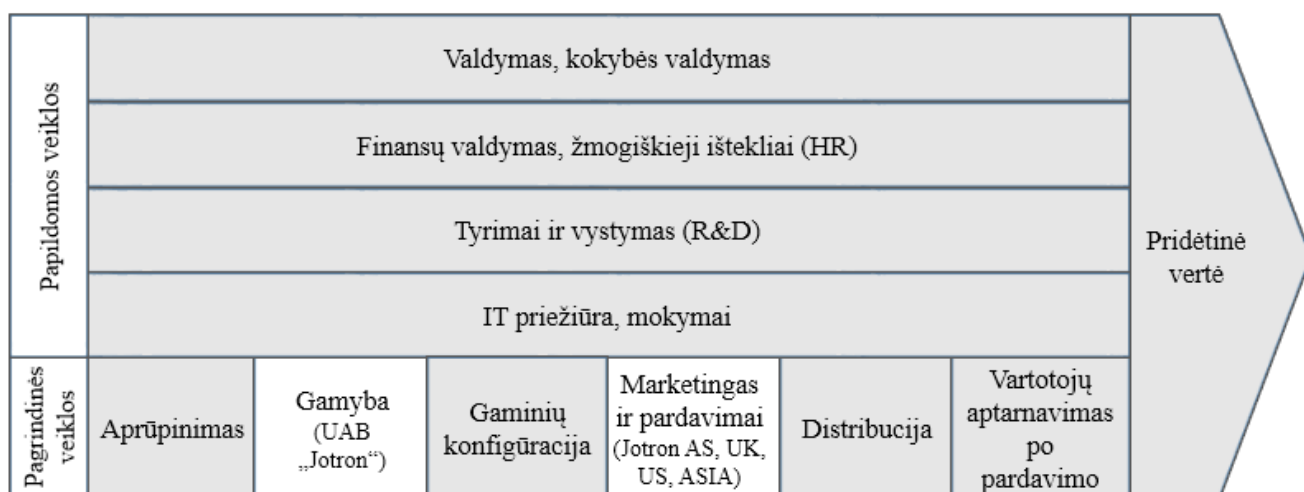 Papildomos veiklos
Valdymas, kokybės valdymas
Finansų valdymas, žmogiškieji ištekliai (HR)
Tyrimai ir vystymas (R&D)
IT priežiūra, mokymai
Pridėtinė
vertė
Pagrindinės
veiklos
Aprūpinimas
Gamyba
(UAB
„Jotron“)
Gaminių
konfigūracija
Marketingas
ir pardavimai
(Jotron AS, UK,
US, ASIA)
Distribucija
Vartotojų
aptarnavimas
po
pardavimo